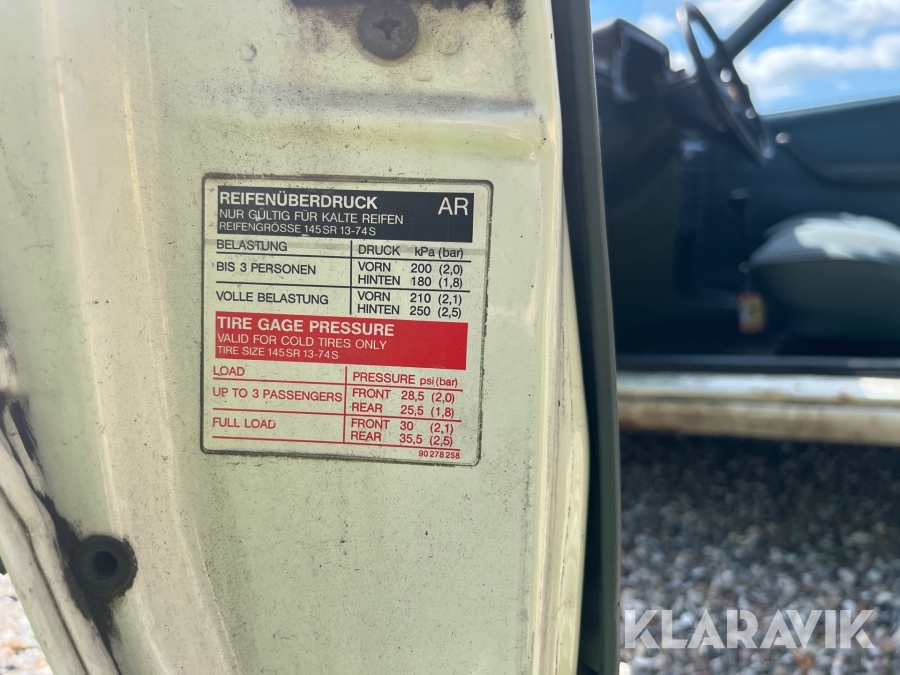 REIFENÜBERDRUCK AR
NUR GÜLTIG FÜR KALTE REIFEN
REIFENGRÖSSE 145 SR 13-74 S
BELASTUNG DRUCK kPa (bar)
BIS 3 PERSONEN VORN 200 (2,0)
HINTEN 180 (1,8)
VOLLE BELASTUNG VORN 210 (2,1)
HINTEN 250 (2,5)
TIRE GAGE PRESSURE
VALID FOR COLD TIRES ONLY
TIRE SIZE 145 SR 13-74 S
LOAD PRESSURE psi (bar)
UP TO 3 PASSENGERS FRONT 28,5 (2,0)
REAR 25,5 (1,8)
FULL LOAD FRONT 30 (2,1)
REAR 35,5 (2,5)
90 278 258
KLARAVIK